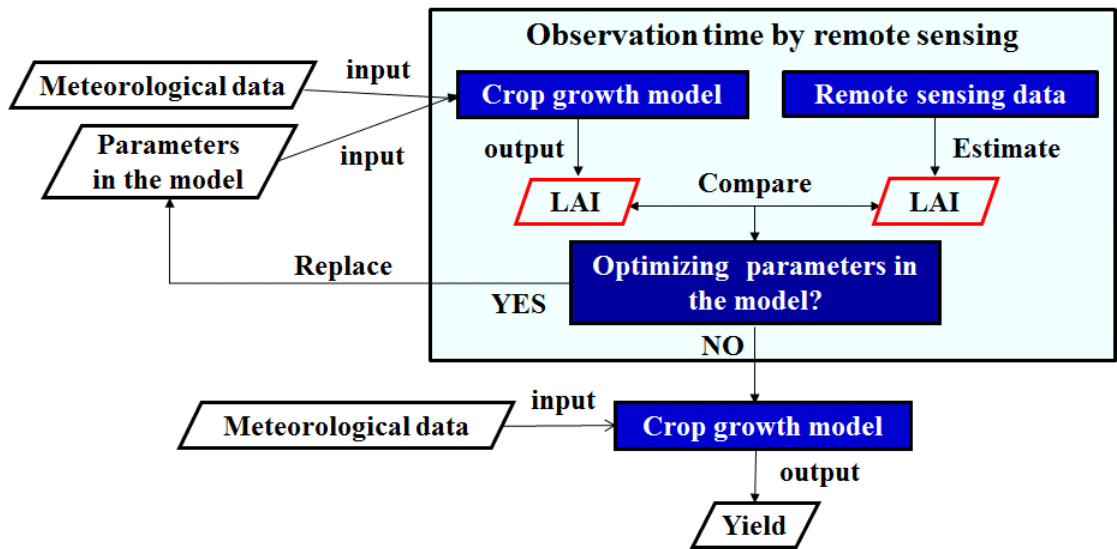 Observation time by remote sensing
Meteorological data
input
Crop growth model
Remote sensing data
Parameters
in the model
input
output
Estimate
LAI
Compare
LAI
Replace
Optimizing parameters in
the model?
YES
NO
Meteorological data
input
Crop growth model
output
Yield